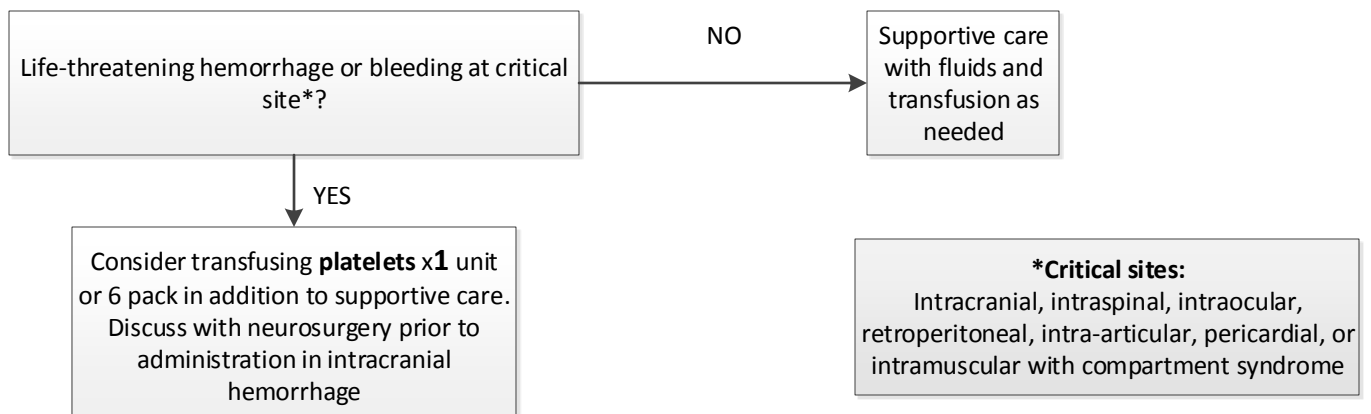 Life-threatening hemorrhage or bleeding at critical
site*?
NO
Supportive care
with fluids and
transfusion as
needed
YES
Consider transfusing platelets x1 unit
or 6 pack in addition to supportive care.
Discuss with neurosurgery prior to
administration in intracranial
hemorrhage
*Critical sites:
Intracranial, intraspinal, intraocular,
retroperitoneal, intra-articular, pericardial, or
intramuscular with compartment syndrome